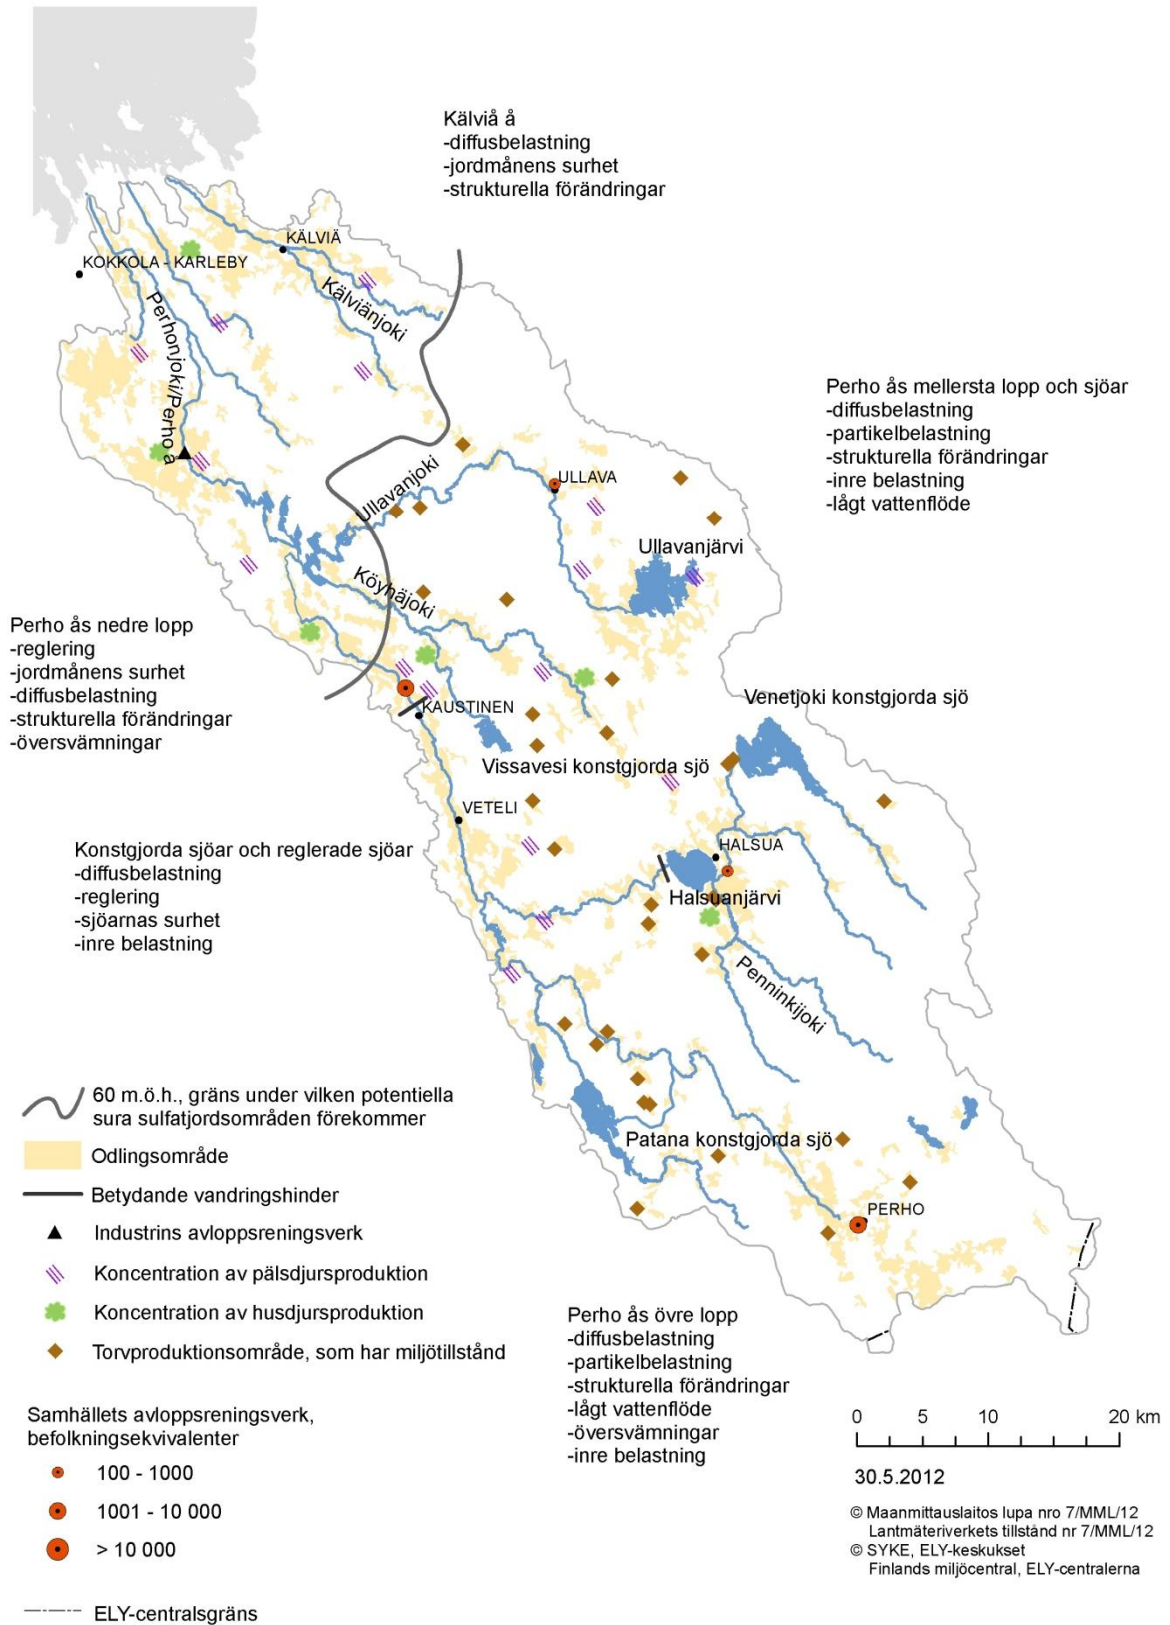 Kälviå å
-diffusbelastning
-jordmånens surhet
-strukturella förändringar
KÄLVIÄ
KOKKOLA - KARLEBY
Kälviänjoki
Perhonjoki/Perho å
Perho ås mellersta lopp och sjöar
-diffusbelastning
-partikelbelastning
-strukturella förändringar
-inre belastning
-lågt vattenflöde
Ullavanjoki
ULLAVA
Ullavanjärvi
Köyhäjoki
Perho ås nedre lopp
-reglering
-jordmånens surhet
-diffusbelastning
-strukturella förändringar
-översvämningar
KAUSTINEN
Venetjoki konstgjorda sjö
Vissavesi konstgjorda sjö
VETELI
HALSUA
Halsuanjärvi
Konstgjorda sjöar och reglerade sjöar
-diffusbelastning
-reglering
-sjöarnas surhet
-inre belastning
Penninkijoki
Patana konstgjorda sjö
PERHO
60 m.ö.h., gräns under vilken potentiella
sura sulfatjordsområden förekommer
Odlingsområde
Betydande vandringshinder
Industrins avloppsreningsverk
Koncentration av pälsdjursproduktion
Koncentration av husdjursproduktion
Torvproduktionsområde, som har miljötillstånd
Samhällets avloppsreningsverk,
befolkningsekvivalenter
100 - 1000
1001 - 10 000
> 10 000
ELY-centralsgräns
Perho ås övre lopp
-diffusbelastning
-partikelbelastning
-strukturella förändringar
-lågt vattenflöde
-översvämningar
-inre belastning
0 5 10 20 km
30.5.2012
© Maanmittauslaitos lupa nro 7/MML/12
Lantmäteriverkets tillstånd nr 7/MML/12
© SYKE, ELY-keskukset
Finlands miljöcentral, ELY-centralerna